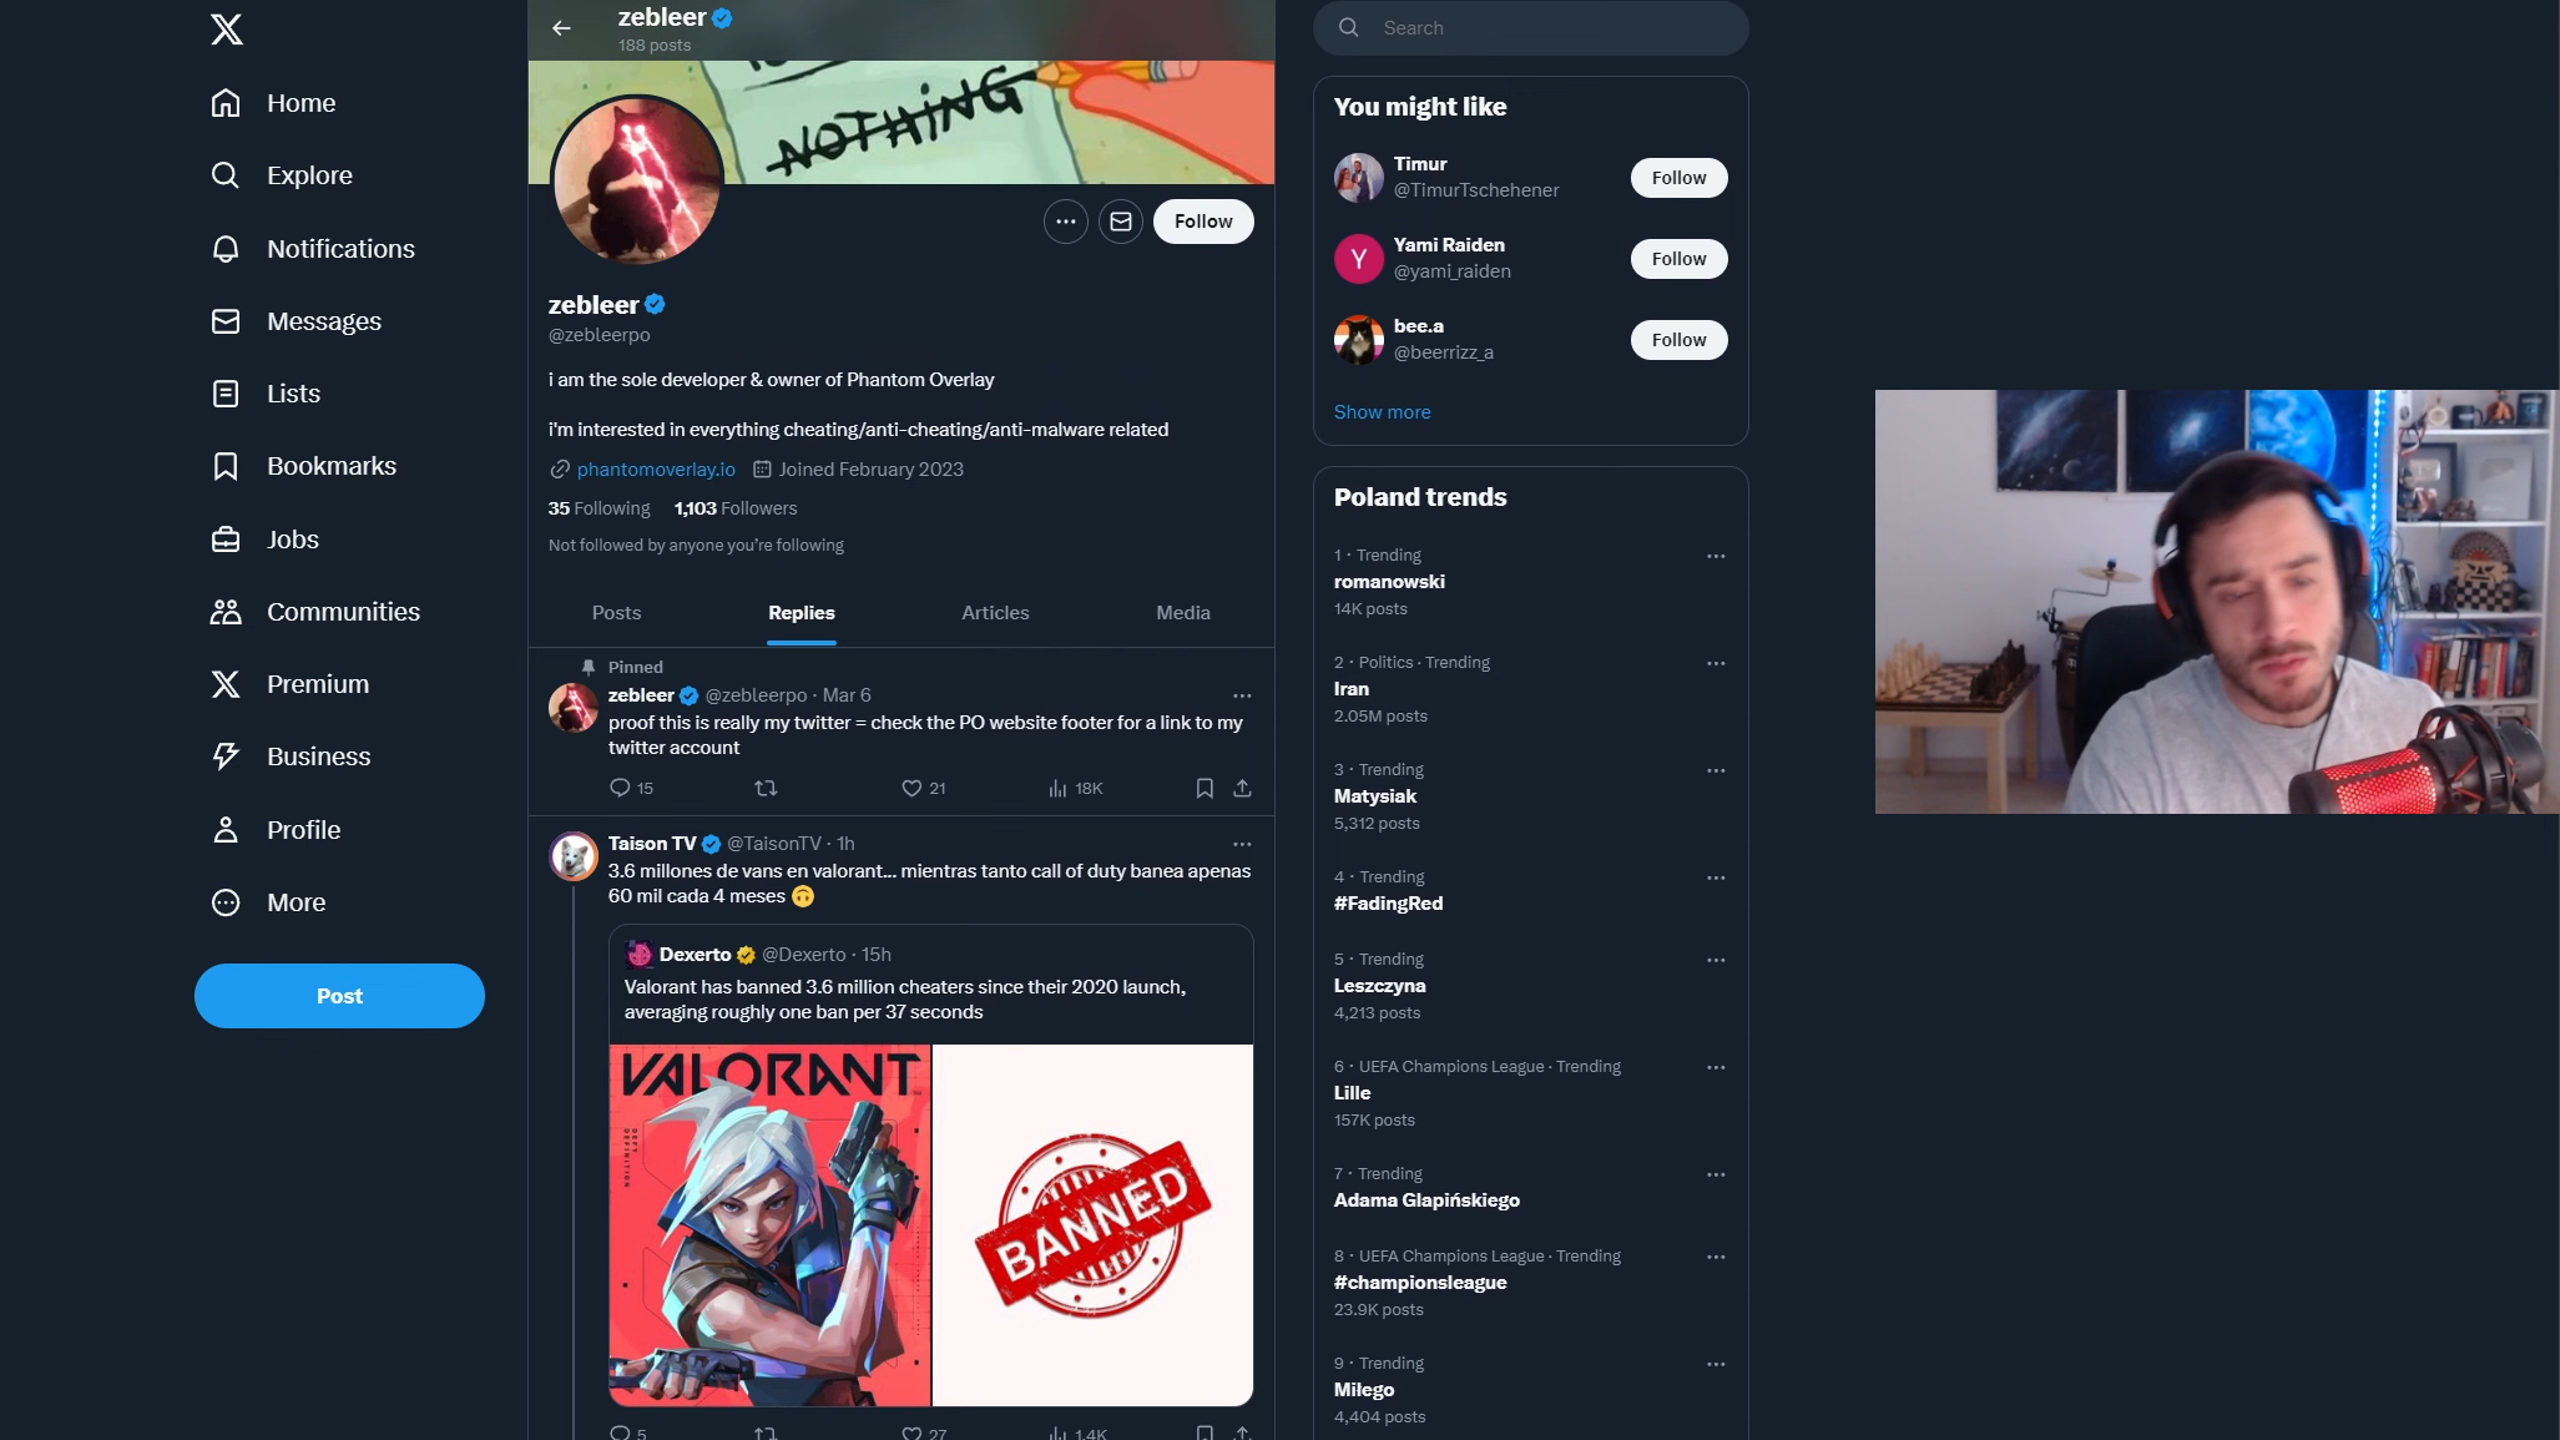 Home
Explore
Notifications
Messages
Lists
Bookmarks
Jobs
Communities
Premium
Business
Profile
More
Post
zebleer
188 posts
NOTHING
Follow
zebleer
@zebleerpo
i am the sole developer & owner of Phantom Overlay
i'm interested in everything cheating/anti-cheating/anti-malware related
phantomoverlay.io Joined February 2023
35 Following 1,103 Followers
Not followed by anyone you're following
Posts Replies Articles Media
Pinned
zebleer @zebleerpo · Mar 6
proof this is really my twitter = check the PO website footer for a link to my
twitter account
15 21 18K
Taison TV @TaisonTV · 1h
3.6 millones de vans en valorant... mientras tanto call of duty banea apenas
60 mil cada 4 meses 🙃
Dexerto @Dexerto · 15h
Valorant has banned 3.6 million cheaters since their 2020 launch,
averaging roughly one ban per 37 seconds
VALORANT
DEFY
DEFINITION
BANNED
5 27 1.4K
Search
You might like
Timur
@TimurTschehener
Follow
Yami Raiden
@yami_raiden
Follow
Y
bee.a
@beerrizz_a
Follow
Show more
Poland trends
1 · Trending
romanowski
14K posts
2 · Politics · Trending
Iran
2.05M posts
3 · Trending
Matysiak
5,312 posts
4 · Trending
#FadingRed
5 · Trending
Leszczyna
4,213 posts
6 · UEFA Champions League · Trending
Lille
157K posts
7 · Trending
Adama Glapińskiego
8 · UEFA Champions League · Trending
#championsleague
23.9K posts
9 · Trending
Miłego
4,404 posts